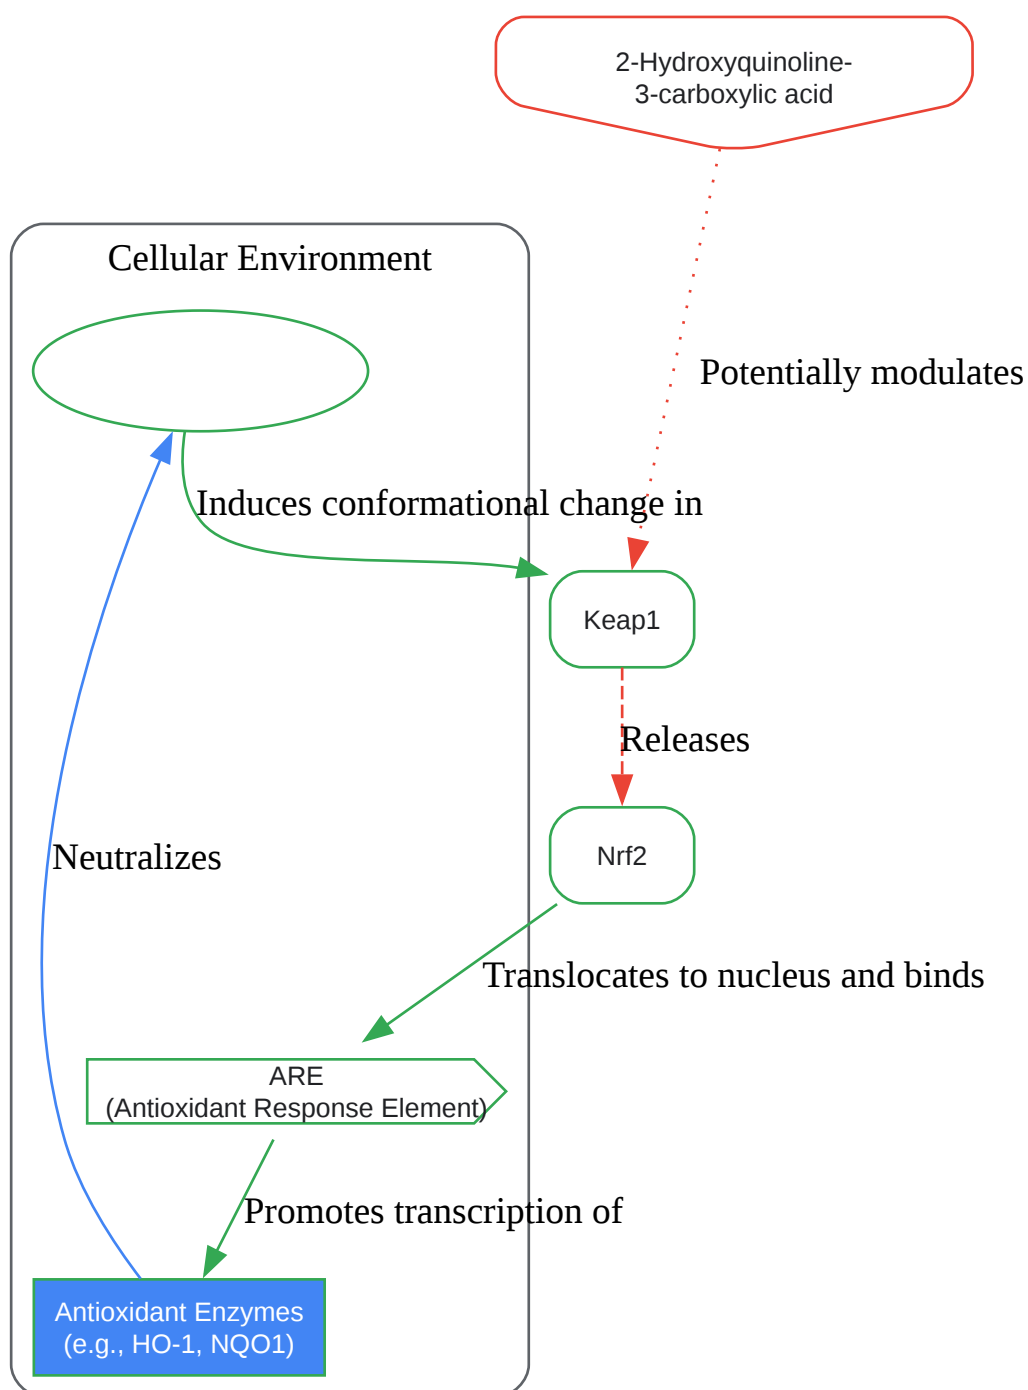 2-Hydroxyquinoline-
3-carboxylic acid
Cellular Environment
Potentially modulates
Induces conformational change in
Keap1
Releases
Nrf2
Neutralizes
Translocates to nucleus and binds
ARE
(Antioxidant Response Element)
Promotes transcription of
Antioxidant Enzymes
(e.g., HO-1, NQO1)